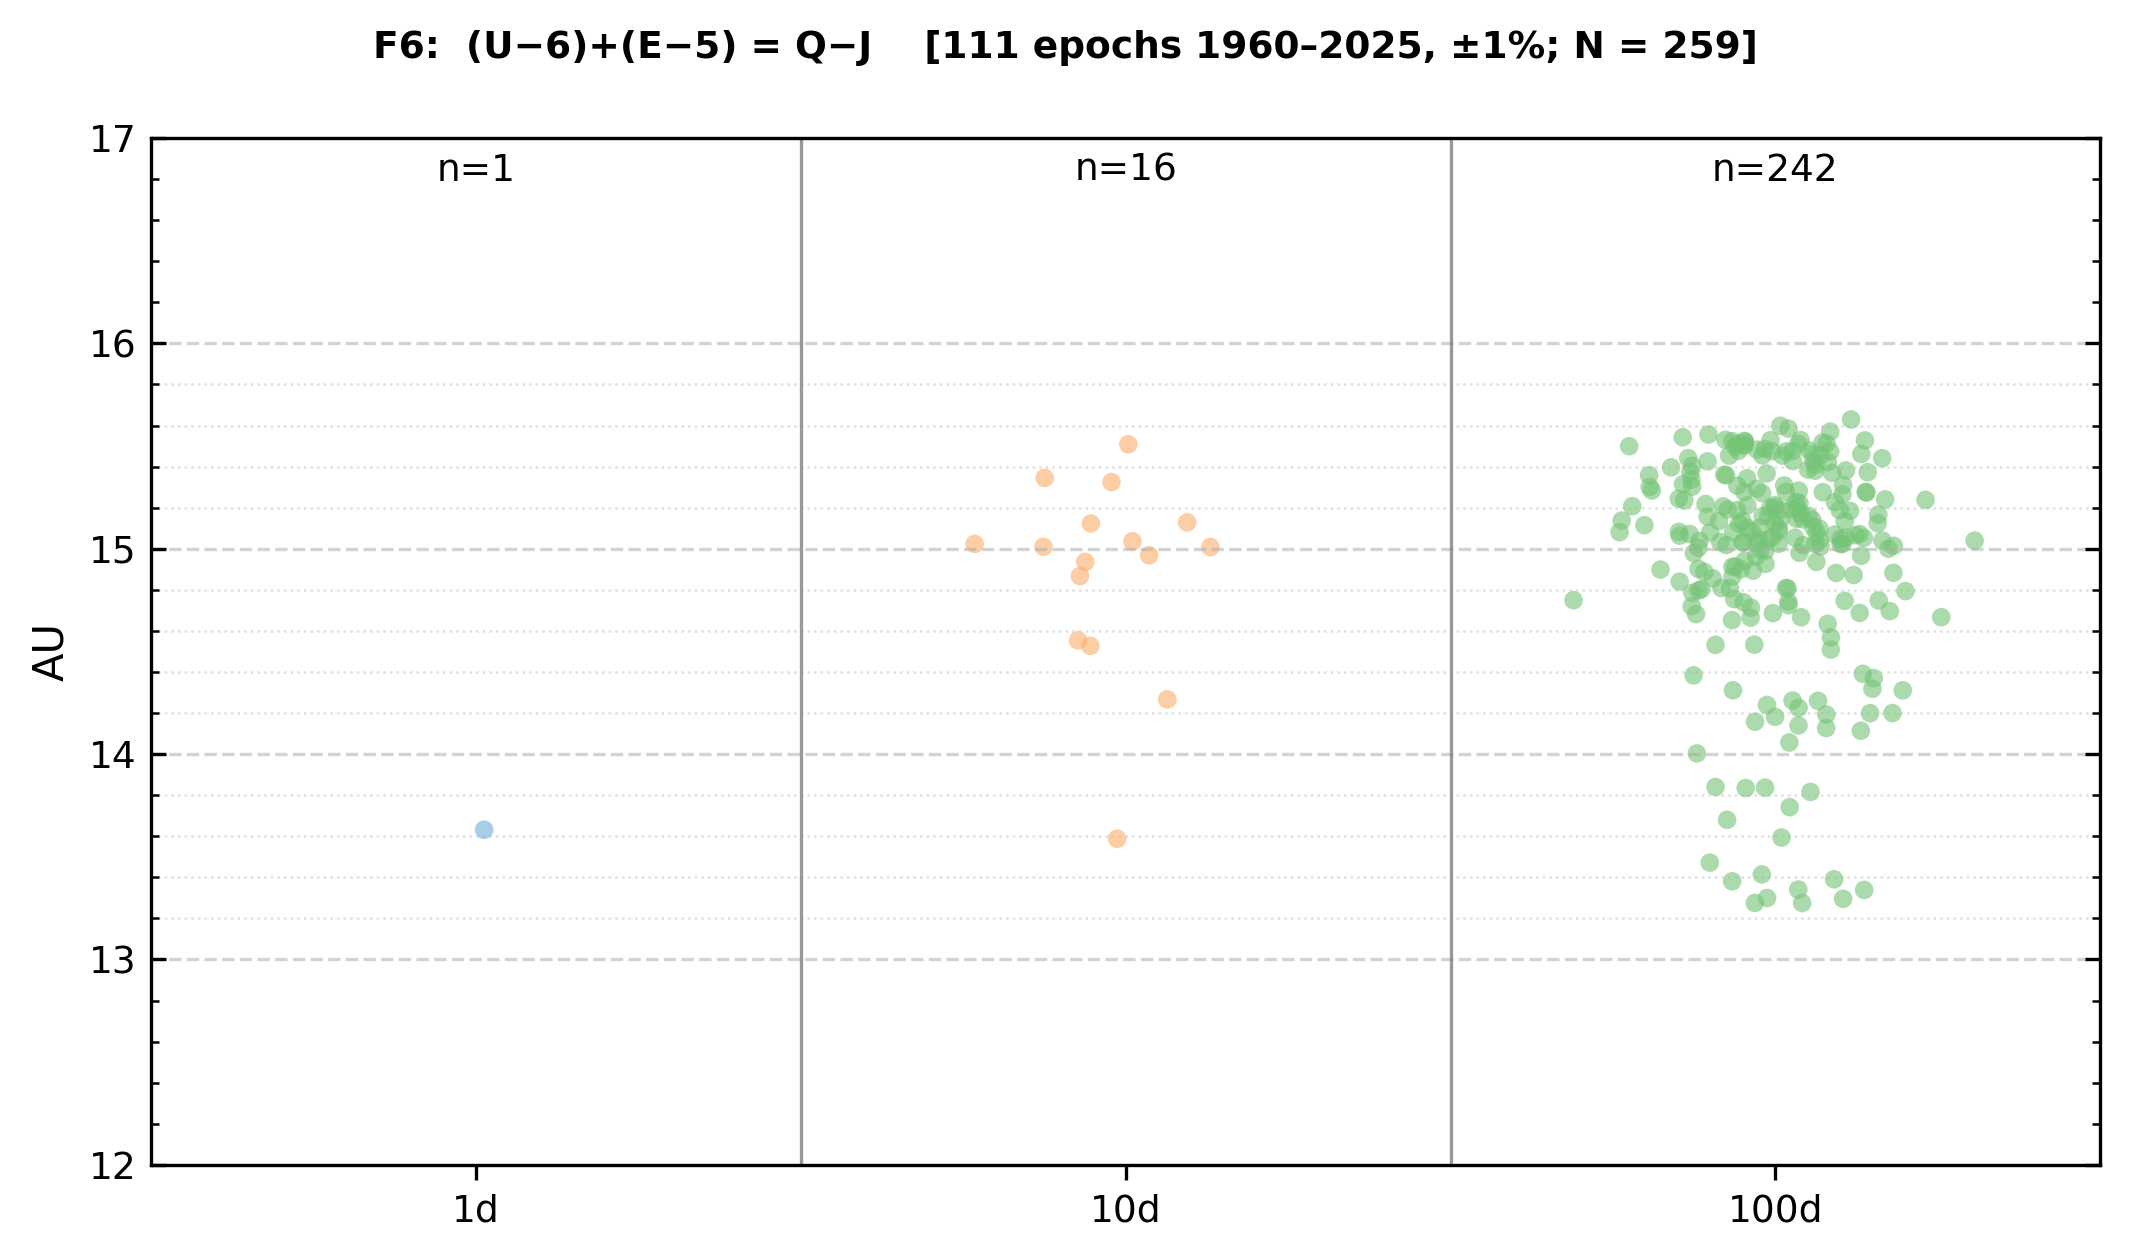 F6: (U−6)+(E−5) = Q−J [111 epochs 1960–2025, ±1%; N = 259]
n=1 n=16 n=242
17
16
15
14
13
12
AU
1d 10d 100d